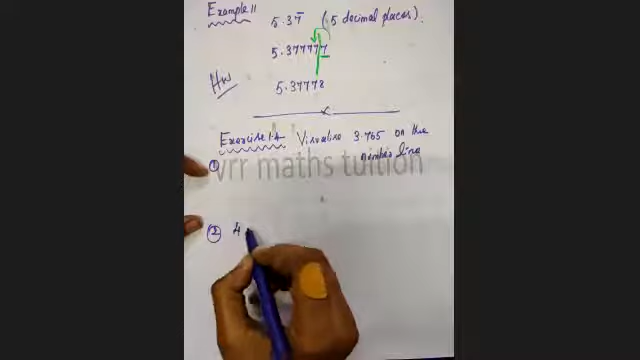 Example 11
5.37̅ (5 decimal places).
5.377777
Hw
5.37778
Exercise 1.4 Visualise 3.765 on the
number line
①
vrr maths tuition
② 4